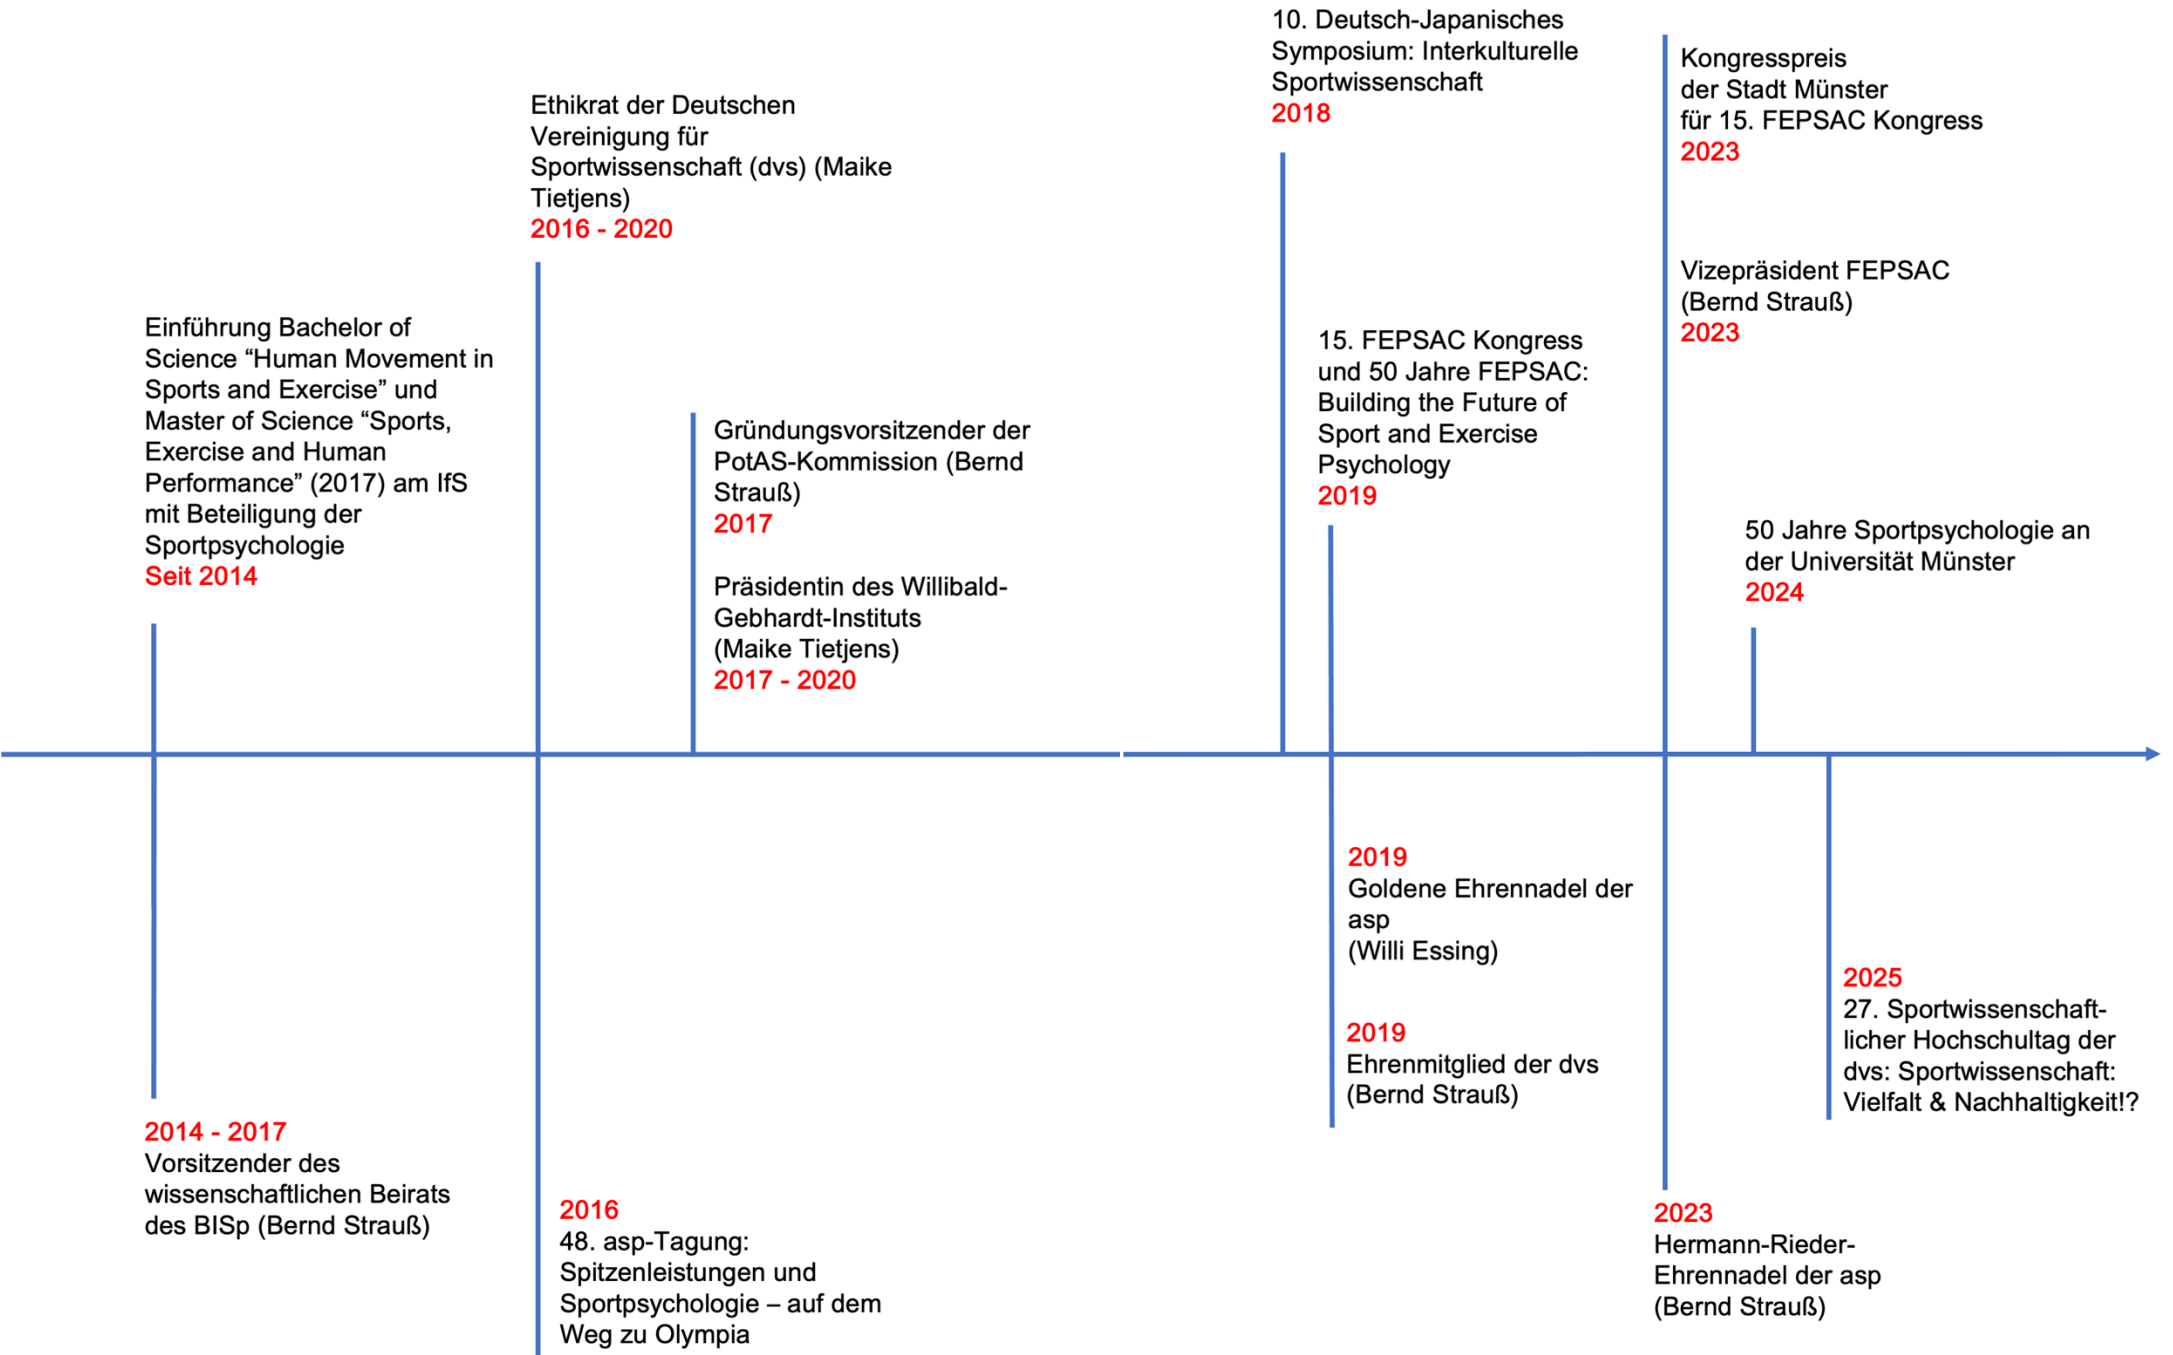 Einführung Bachelor of
Science “Human Movement in
Sports and Exercise” und
Master of Science “Sports,
Exercise and Human
Performance” (2017) am IfS
mit Beteiligung der
Sportpsychologie
Seit 2014
2014 - 2017
Vorsitzender des
wissenschaftlichen Beirats
des BISp (Bernd Strauß)
Ethikrat der Deutschen
Vereinigung für
Sportwissenschaft (dvs) (Maike
Tietjens)
2016 - 2020
2016
48. asp-Tagung:
Spitzenleistungen und
Sportpsychologie – auf dem
Weg zu Olympia
Gründungsvorsitzender der
PotAS-Kommission (Bernd
Strauß)
2017
Präsidentin des Willibald-
Gebhardt-Instituts
(Maike Tietjens)
2017 - 2020
10. Deutsch-Japanisches
Symposium: Interkulturelle
Sportwissenschaft
2018
15. FEPSAC Kongress
und 50 Jahre FEPSAC:
Building the Future of
Sport and Exercise
Psychology
2019
2019
Goldene Ehrennadel der
asp
(Willi Essing)
2019
Ehrenmitglied der dvs
(Bernd Strauß)
Kongresspreis
der Stadt Münster
für 15. FEPSAC Kongress
2023
Vizepräsident FEPSAC
(Bernd Strauß)
2023
2023
Hermann-Rieder-
Ehrennadel der asp
(Bernd Strauß)
50 Jahre Sportpsychologie an
der Universität Münster
2024
2025
27. Sportwissenschaft-
licher Hochschultag der
dvs: Sportwissenschaft:
Vielfalt & Nachhaltigkeit!?